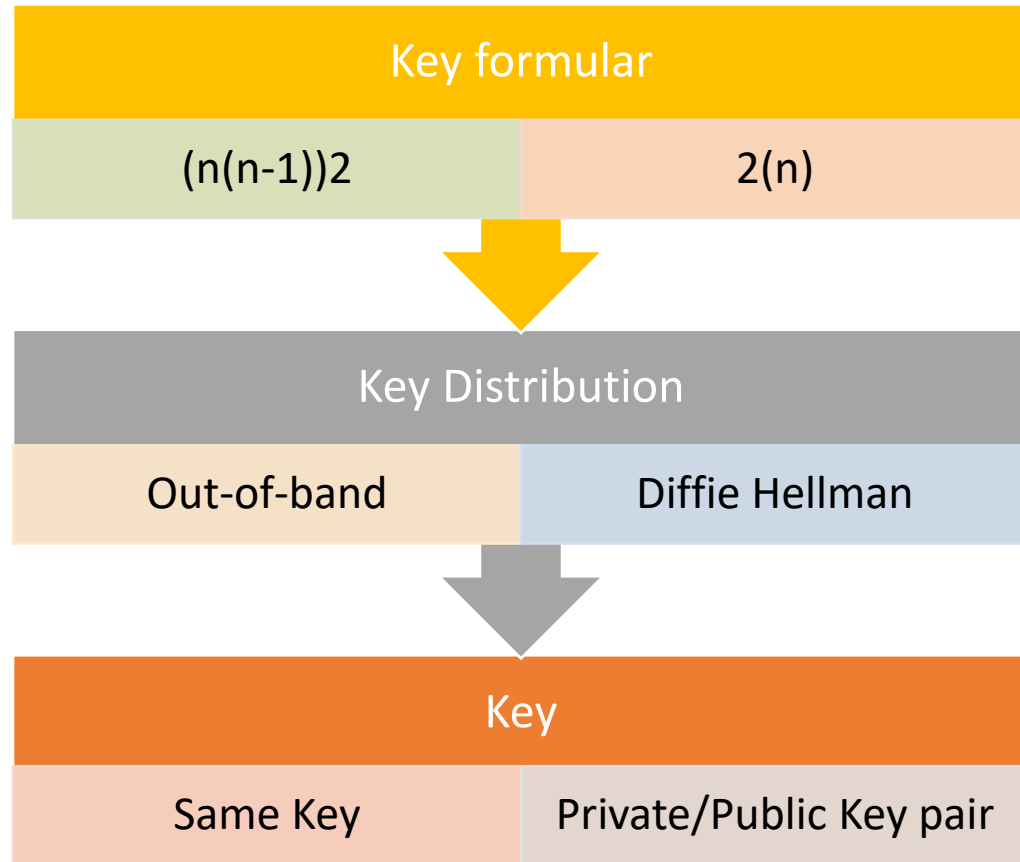 Key formular
(n(n-1))2
2(n)
Key Distribution
Out-of-band
Diffie Hellman
Key
Same Key
Private/Public Key pair